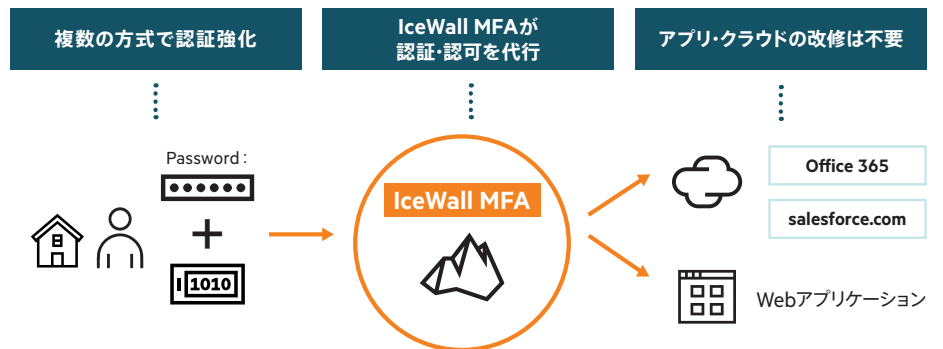 複数の方式で認証強化
IceWall MFAが
認証・認可を代行
アプリ・クラウドの改修は不要
Password :
1010
IceWall MFA
Office 365
salesforce.com
Webアプリケーション